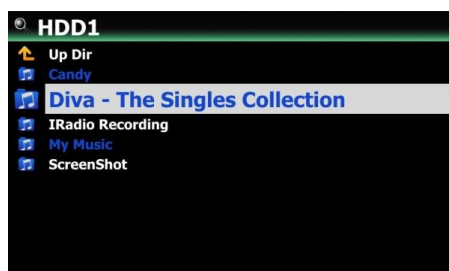 HDD1
Up Dir
Candy
Diva - The Singles Collection
IRadio Recording
My Music
ScreenShot